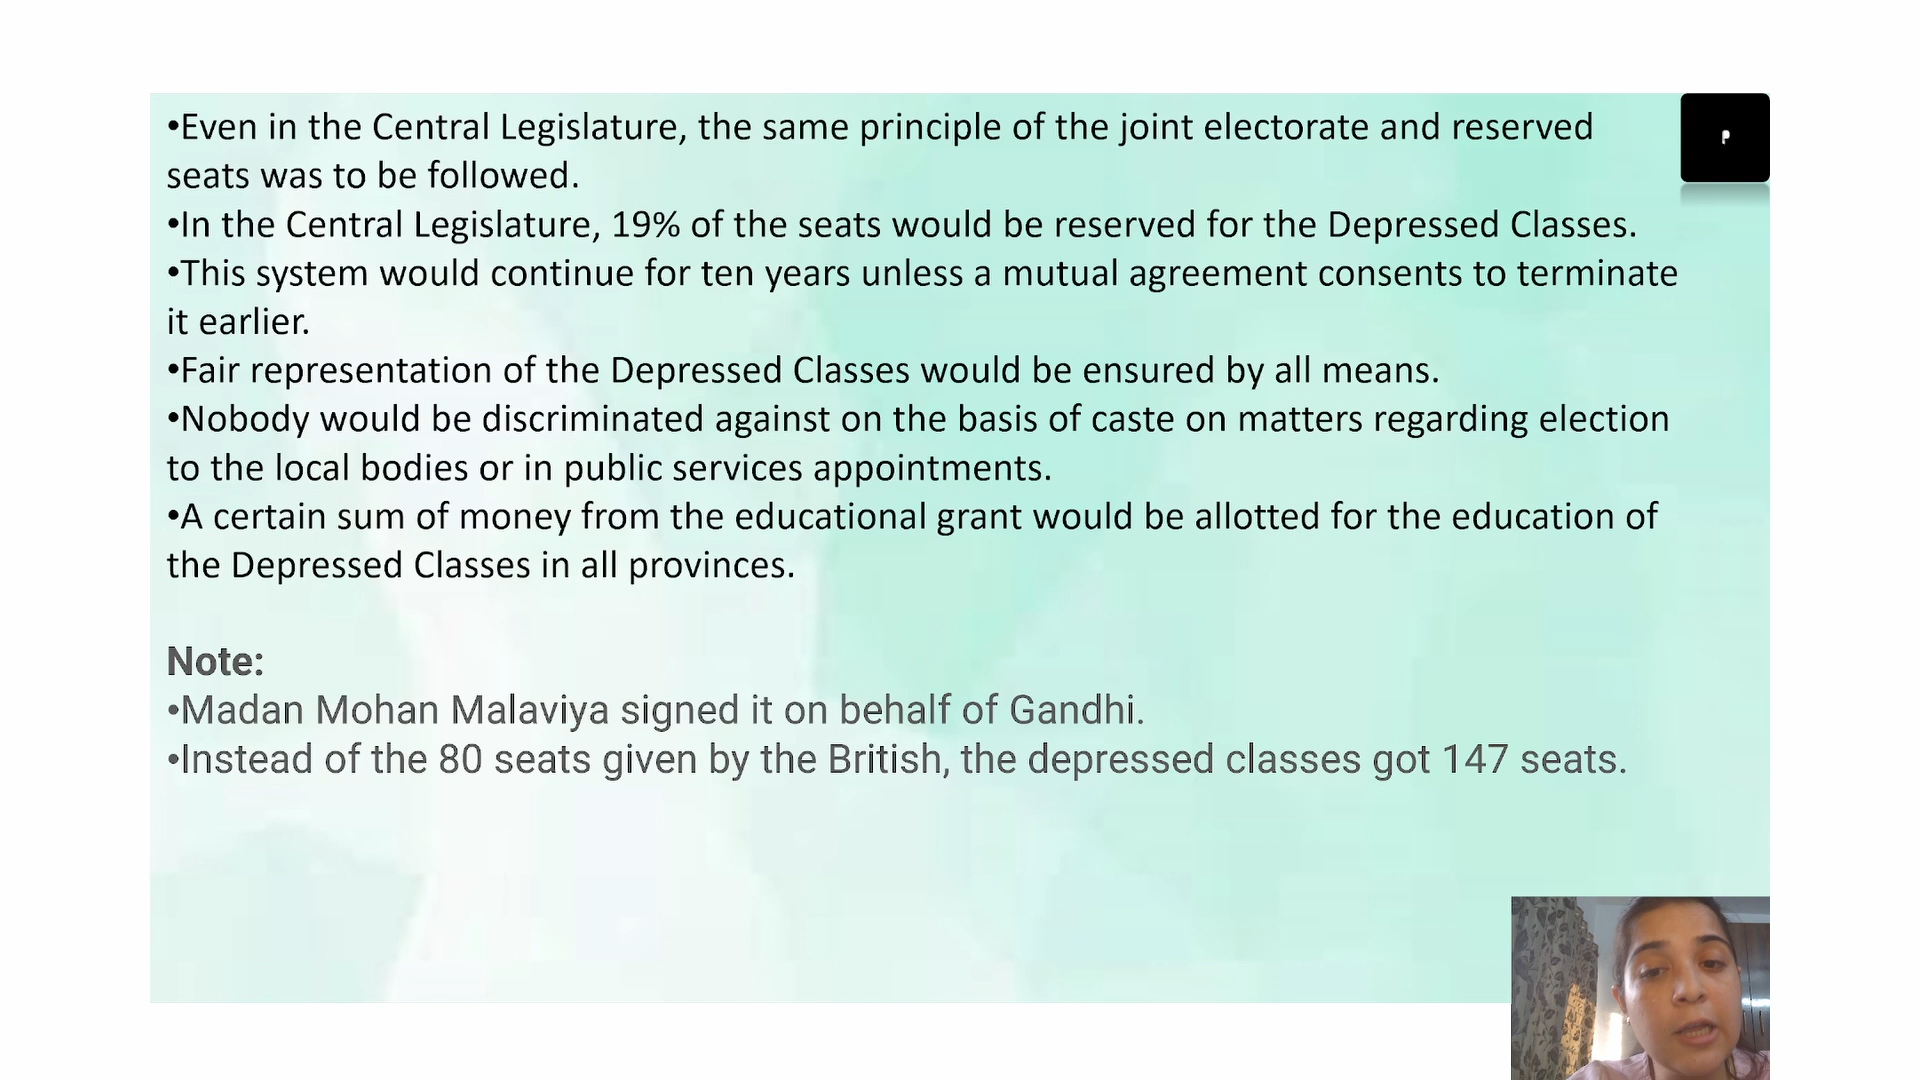 •Even in the Central Legislature, the same principle of the joint electorate and reserved
seats was to be followed.
•In the Central Legislature, 19% of the seats would be reserved for the Depressed Classes.
•This system would continue for ten years unless a mutual agreement consents to terminate
it earlier.
•Fair representation of the Depressed Classes would be ensured by all means.
•Nobody would be discriminated against on the basis of caste on matters regarding election
to the local bodies or in public services appointments.
•A certain sum of money from the educational grant would be allotted for the education of
the Depressed Classes in all provinces.
Note:
•Madan Mohan Malaviya signed it on behalf of Gandhi.
•Instead of the 80 seats given by the British, the depressed classes got 147 seats.